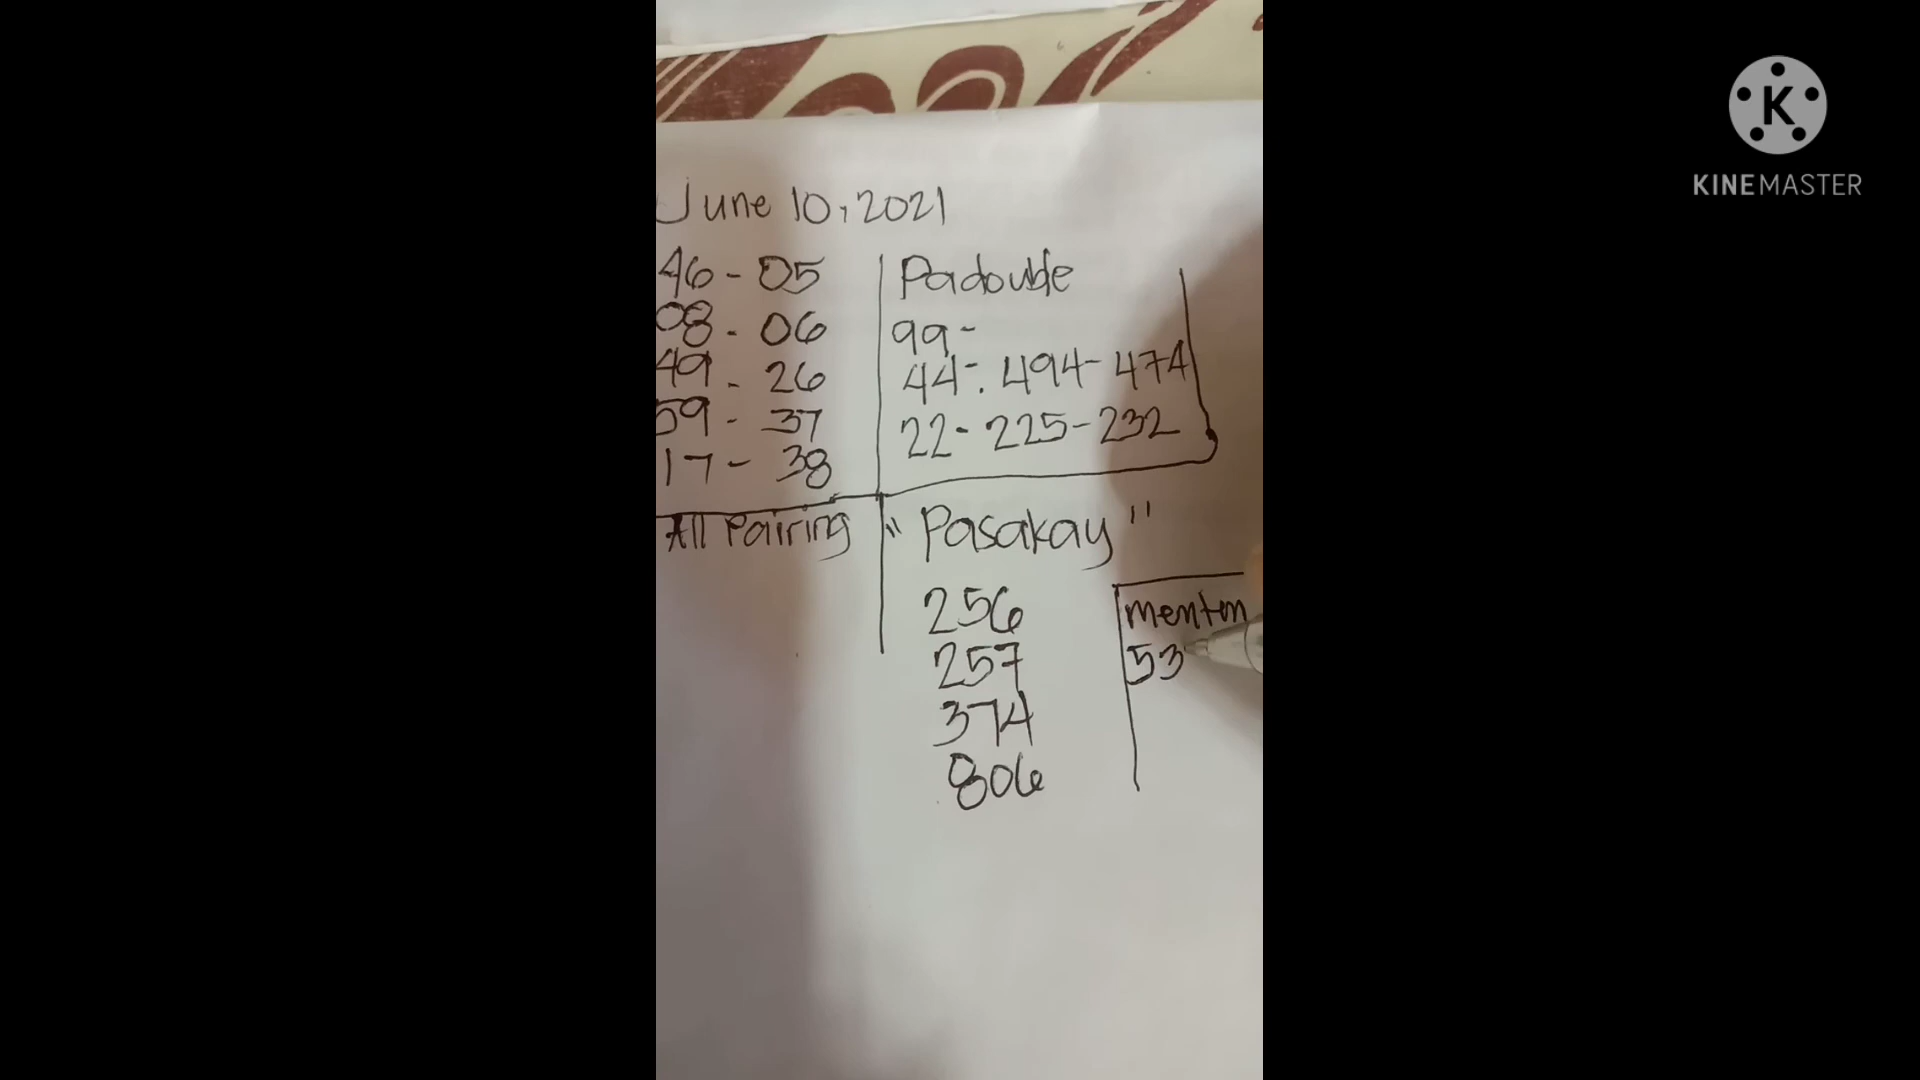 June 10, 2021
46 - 05
08 - 06
49 - 26
59 - 37
17 - 38
All Pairing
Padouble
99 -
44 - 494 - 474
22 - 225 - 232
"Pasakay"
256
257
374
806
53
KINEMASTER